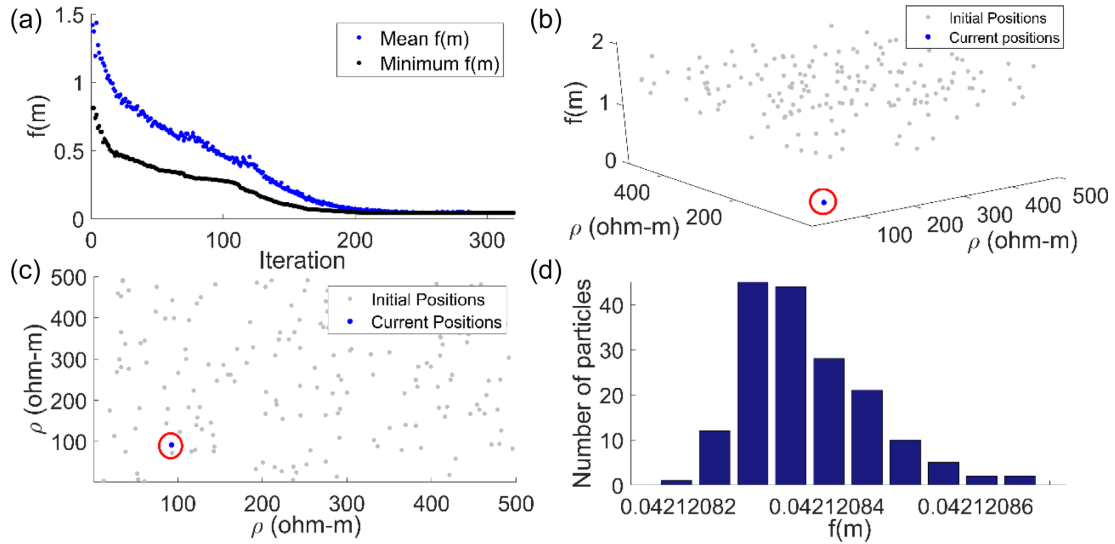 (a)
1.5
1
0.5
0
f(m)
Mean f(m)
Minimum f(m)
0
100
200
300
Iteration
(b)
Initial Positions
Current positions
2
1
0
f(m)
400
200
ρ (ohm-m)
100
200
300
400
500
ρ (ohm-m)
(c)
500
400
300
200
100
ρ (ohm-m)
Initial Positions
Current Positions
100
200
300
400
500
ρ (ohm-m)
(d)
40
30
20
10
0
Number of particles
0.04212082
0.04212084
0.04212086
f(m)